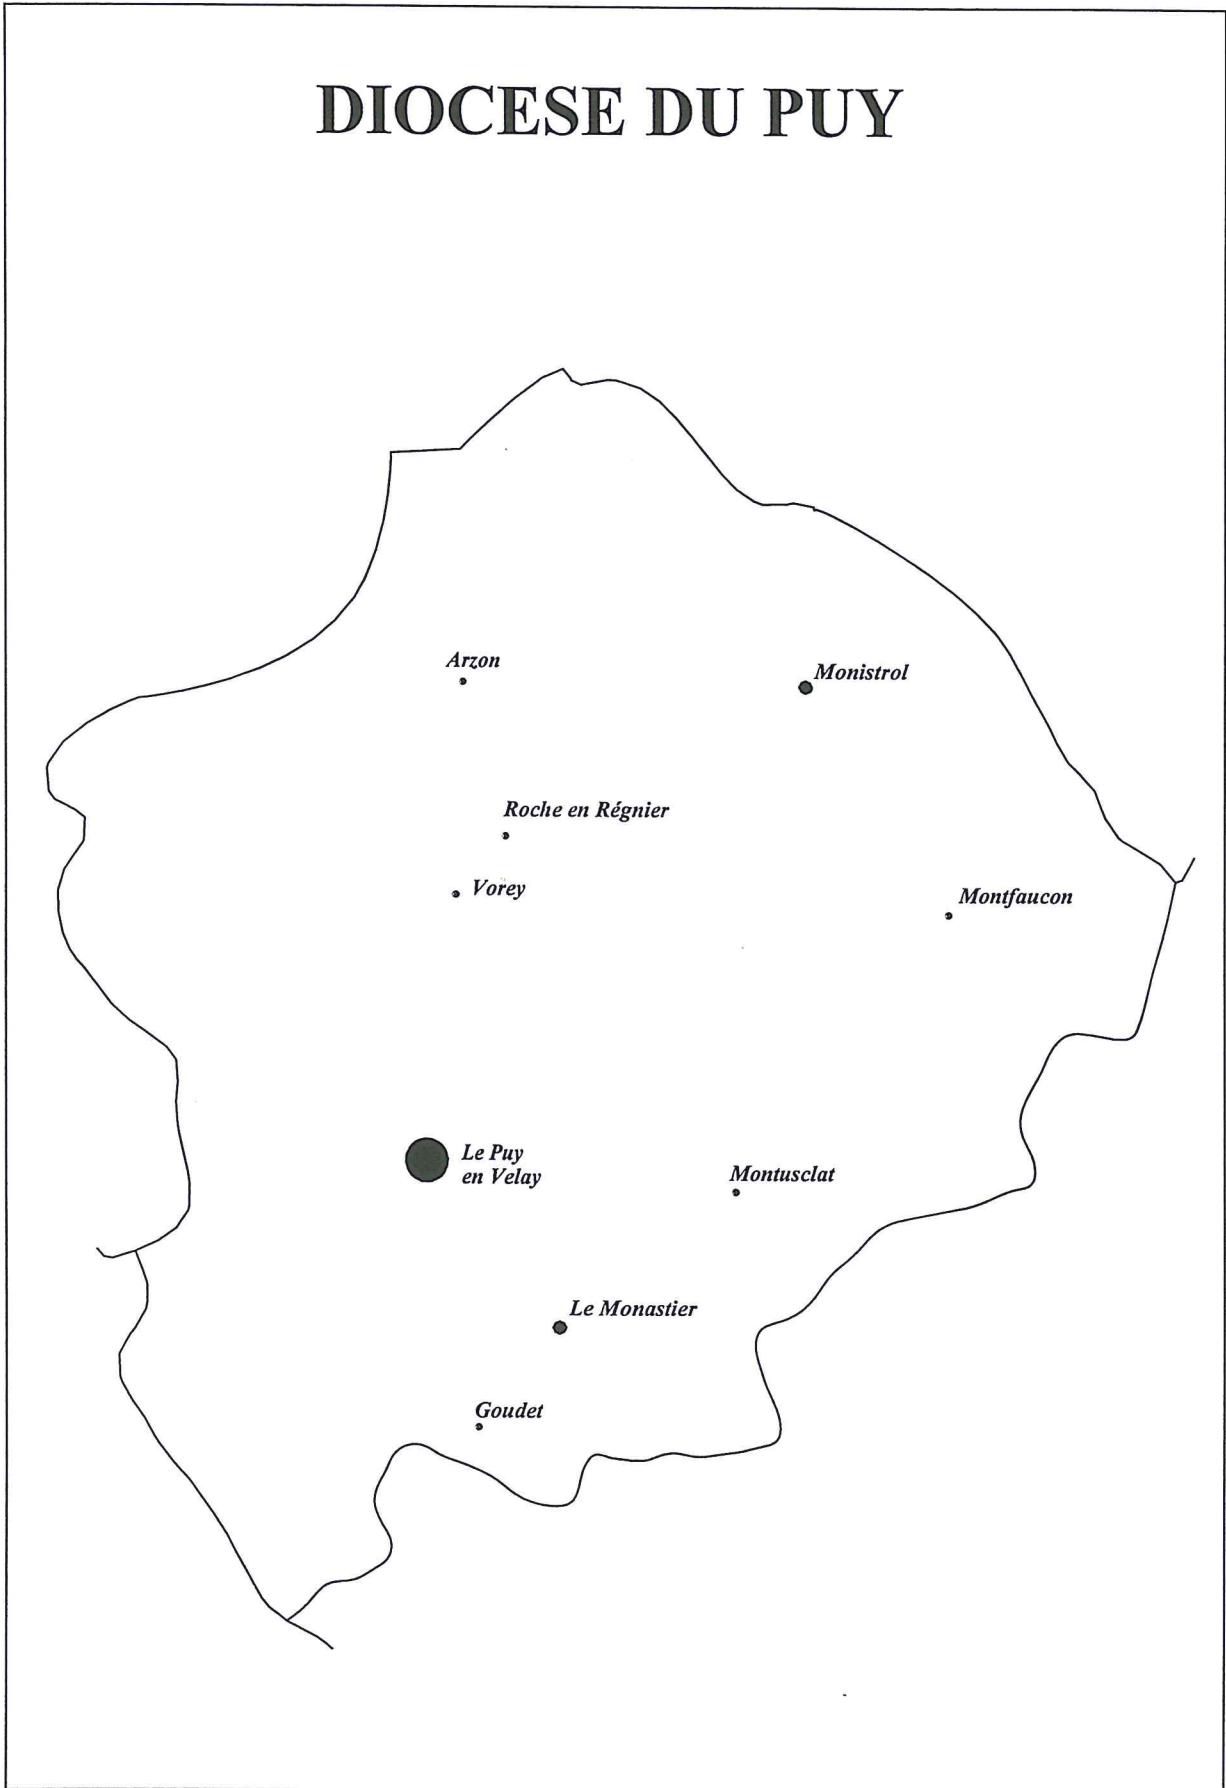 DIOCESE DU PUY
Arzon
Monistrol
Roche en Régnier
Vorey
Montfaucon
Le Puy
en Velay
Montusclat
Le Monastier
Goudet